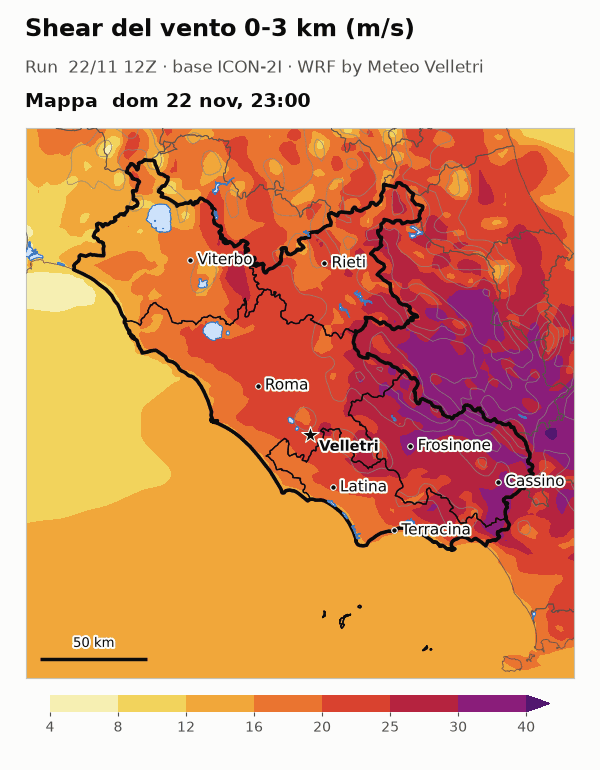 Shear del vento 0-3 km (m/s)
Run  22/11 12Z · base ICON-2I · WRF by Meteo Velletri
Mappa  dom 22 nov, 23:00
Viterbo
Rieti
Roma
Velletri
Frosinone
Cassino
Latina
Terracina
50 km
4 8 12 16 20 25 30 40